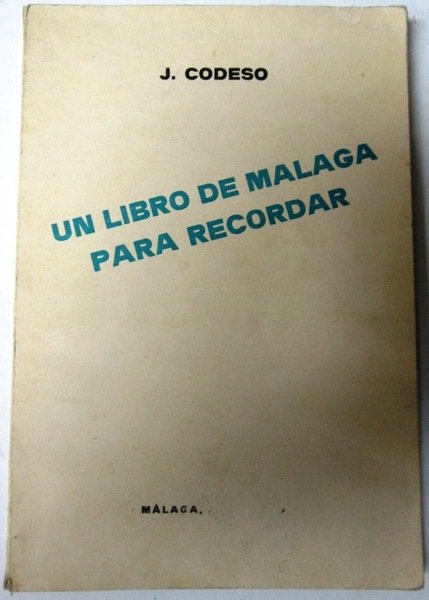 J. CODESO
UN LIBRO DE MALAGA
PARA RECORDAR
MÁLAGA,